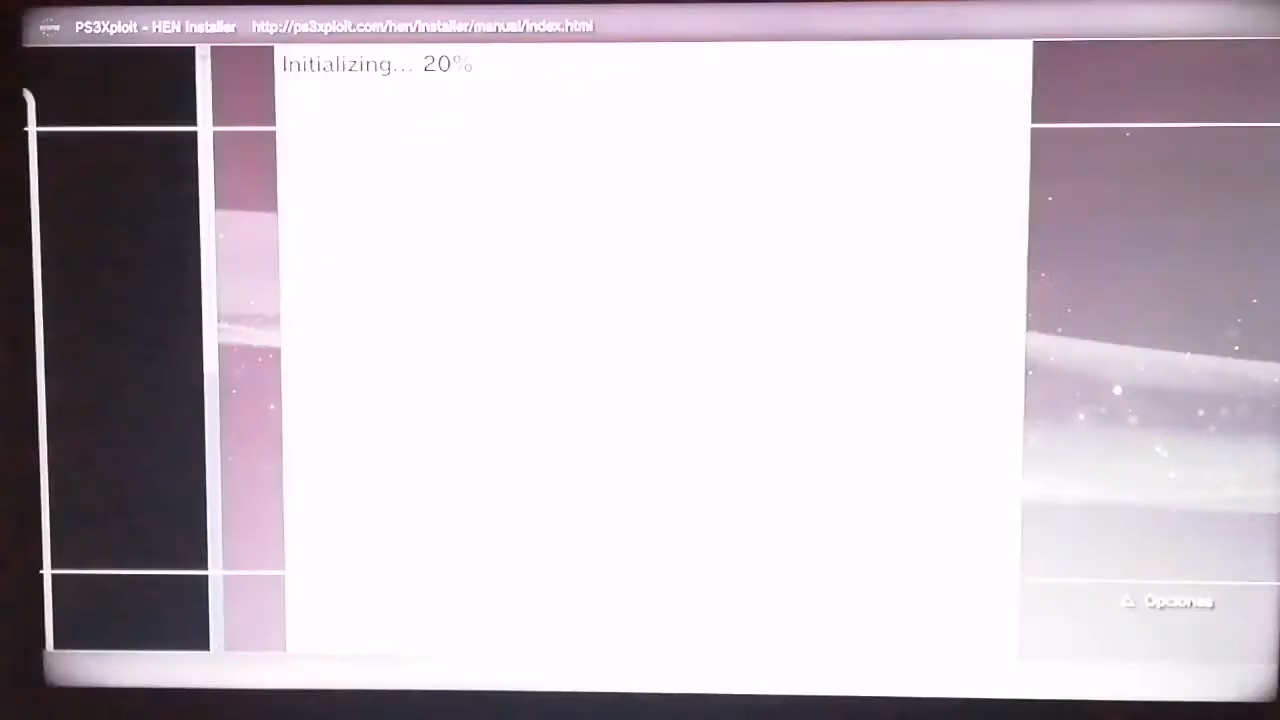 PS3Xploit - HEN Installer http://ps3xploit.com/hen/installer/manual/index.html
Initializing... 20%
Opciones